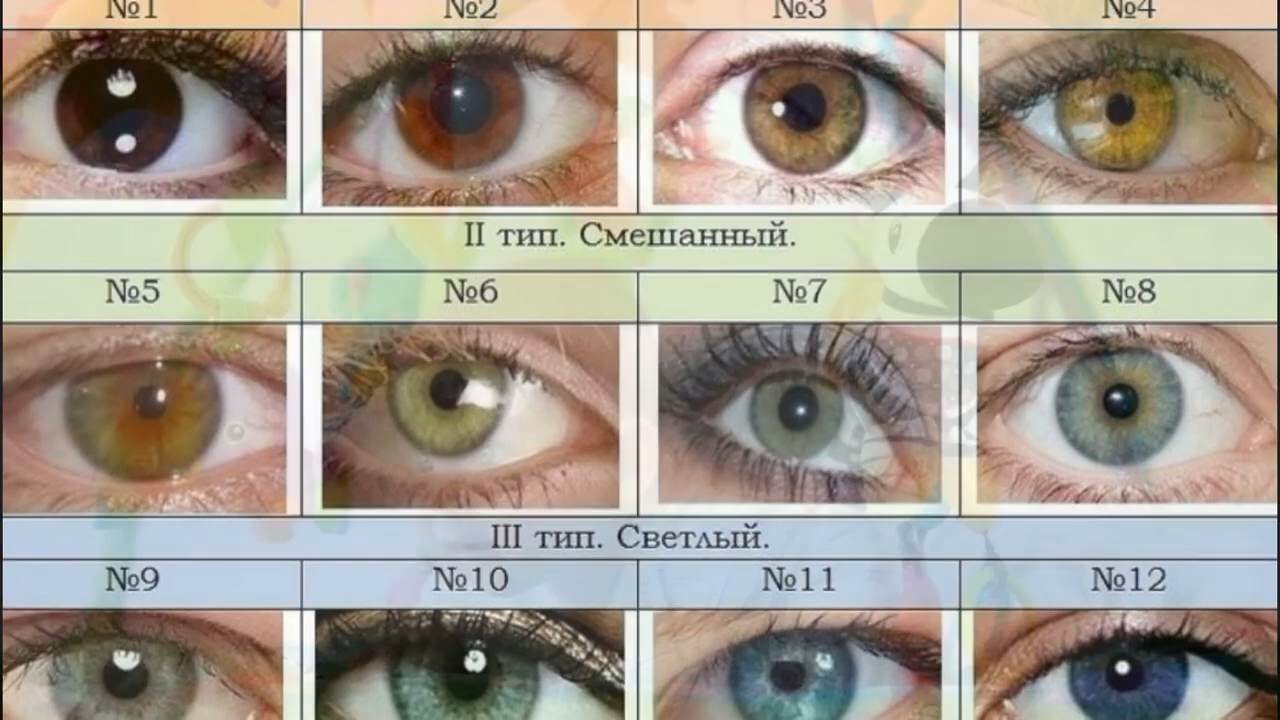 №1 №2 №3 №4
II тип. Смешанный.
№5 №6 №7 №8
III тип. Светлый.
№9 №10 №11 №12